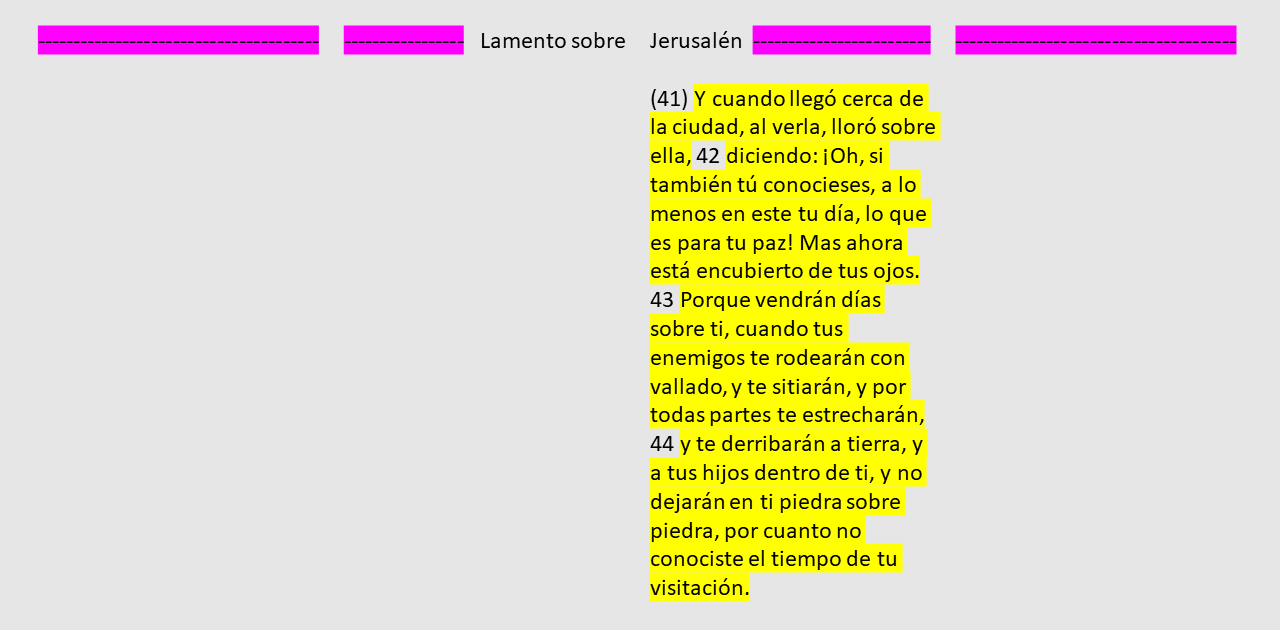 ------------------------------------ ---------------- Lamento sobre Jerusalén ----------------------- ------------------------------------
(41) Y cuando llegó cerca de
la ciudad, al verla, lloró sobre
ella, 42 diciendo: ¡Oh, si
también tú conocieses, a lo
menos en este tu día, lo que
es para tu paz! Mas ahora
está encubierto de tus ojos.
43 Porque vendrán días
sobre ti, cuando tus
enemigos te rodearán con
vallado, y te sitiarán, y por
todas partes te estrecharán,
44 y te derribarán a tierra, y
a tus hijos dentro de ti, y no
dejarán en ti piedra sobre
piedra, por cuanto no
conociste el tiempo de tu
visitación.